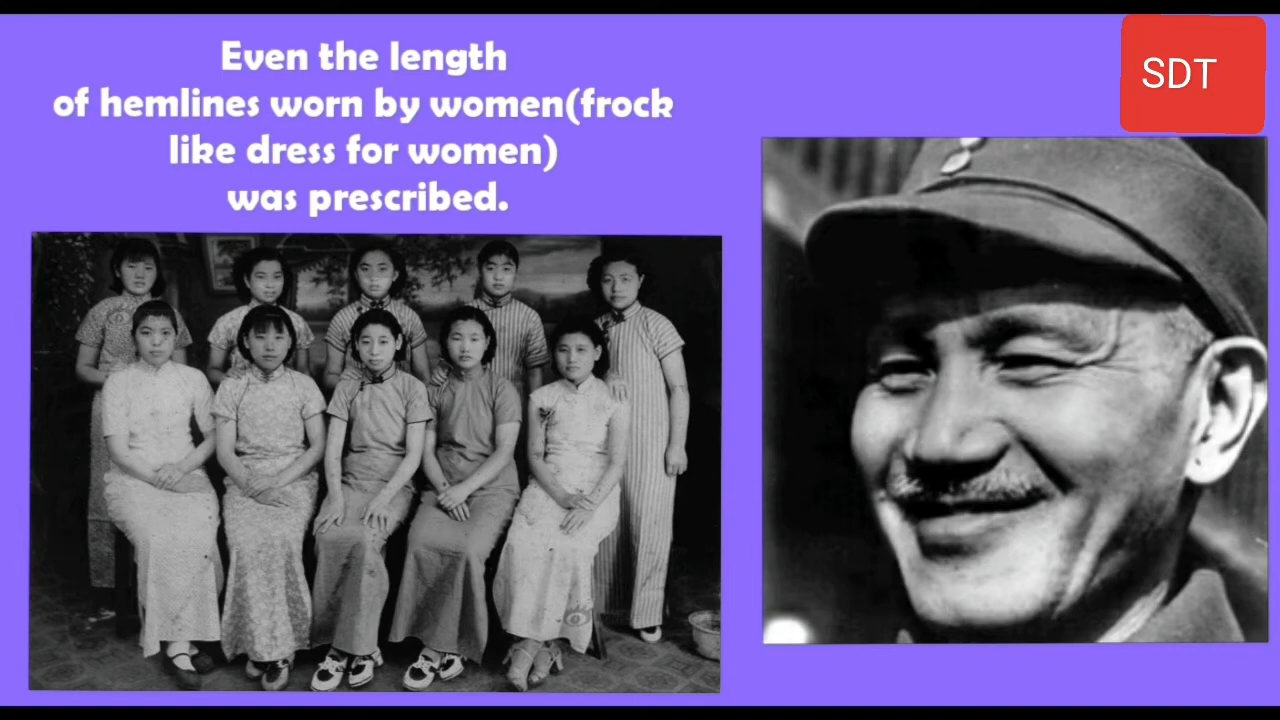 Even the length
of hemlines worn by women(frock
like dress for women)
was prescribed.
SDT